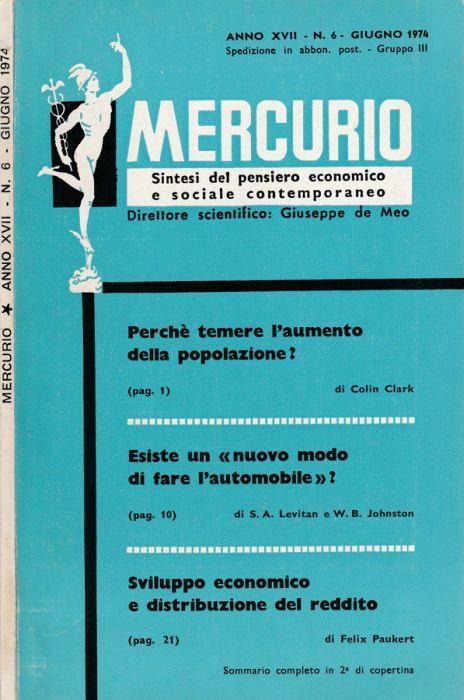 MERCURIO ★ ANNO XVII - N. 6 - GIUGNO 1974
ANNO XVII - N. 6 - GIUGNO 1974
Spedizione in abbon. post. - Gruppo III
MERCURIO
Sintesi del pensiero economico
e sociale contemporaneo
Direttore scientifico: Giuseppe de Meo
Perchè temere l'aumento
della popolazione?
(pag. 1) di Colin Clark
Esiste un «nuovo modo
di fare l'automobile»?
(pag. 10) di S. A. Levitan e W. B. Johnston
Sviluppo economico
e distribuzione del reddito
(pag. 21) di Felix Paukert
Sommario completo in 2ª di copertina